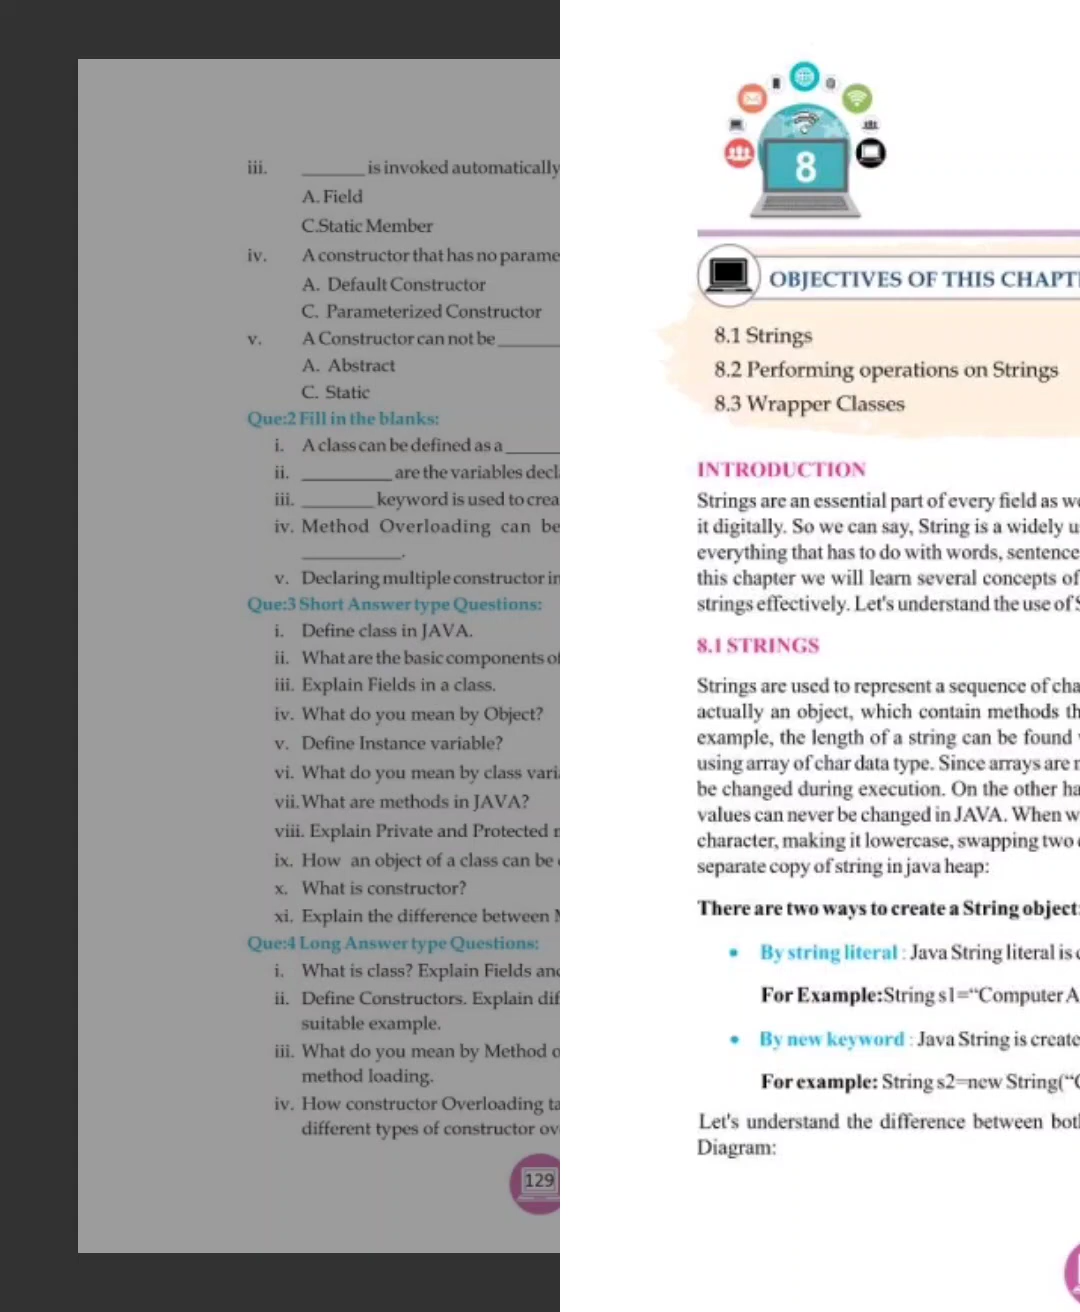 iii. ______ is invoked automatically
A. Field
C.Static Member
iv. A constructor that has no parame
A. Default Constructor
C. Parameterized Constructor
v. A Constructor can not be ______
A. Abstract
C. Static
Que:2 Fill in the blanks:
i. A class can be defined as a ______
ii. _________ are the variables decl
iii. _______ keyword is used to crea
iv. Method Overloading can be
__________.
v. Declaring multiple constructor in
Que:3 Short Answer type Questions:
i. Define class in JAVA.
ii. What are the basic components of
iii. Explain Fields in a class.
iv. What do you mean by Object?
v. Define Instance variable?
vi. What do you mean by class vari
vii. What are methods in JAVA?
viii. Explain Private and Protected
ix. How an object of a class can be
x. What is constructor?
xi. Explain the difference between
Que:4 Long Answer type Questions:
i. What is class? Explain Fields and
ii. Define Constructors. Explain dif
suitable example.
iii. What do you mean by Method o
method loading.
iv. How constructor Overloading ta
different types of constructor ov
129
8
OBJECTIVES OF THIS CHAPT
8.1 Strings
8.2 Performing operations on Strings
8.3 Wrapper Classes
INTRODUCTION
Strings are an essential part of every field as we
it digitally. So we can say, String is a widely u
everything that has to do with words, sentence
this chapter we will learn several concepts of
strings effectively. Let's understand the use of S
8.1 STRINGS
Strings are used to represent a sequence of cha
actually an object, which contain methods th
example, the length of a string can be found
using array of char data type. Since arrays are
be changed during execution. On the other ha
values can never be changed in JAVA. When w
character, making it lowercase, swapping two
separate copy of string in java heap:
There are two ways to create a String object:
• By string literal : Java String literal is
For Example:String s1=“Computer A
• By new keyword : Java String is create
For example: String s2=new String(“C
Let's understand the difference between both
Diagram: